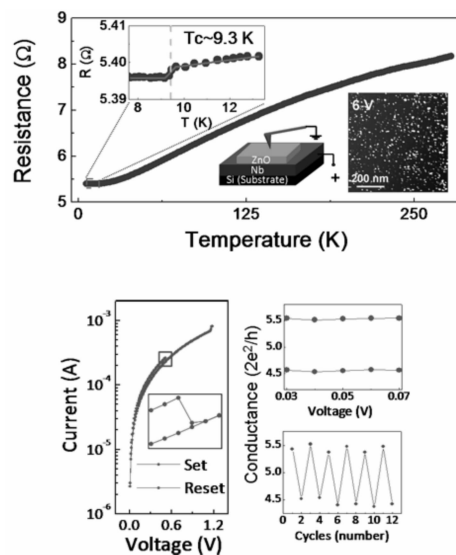 5.41
5.40
5.39
R (Ω)
Tc~9.3 K
8
10
12
T (K)
Resistance (Ω)
9
8
7
6
5
0
125
250
Temperature (K)
ZnO
Nb
Si (Substrate)
+
6 V
200 nm
10⁻³
10⁻⁴
10⁻⁵
10⁻⁶
Current (A)
Set
Reset
0.0
0.6
1.2
Voltage (V)
Conductance (2e²/h)
5.5
5.0
4.5
0.03
0.05
0.07
Voltage (V)
5.5
5.0
4.5
0 2 4 6 8 10 12
Cycles (number)